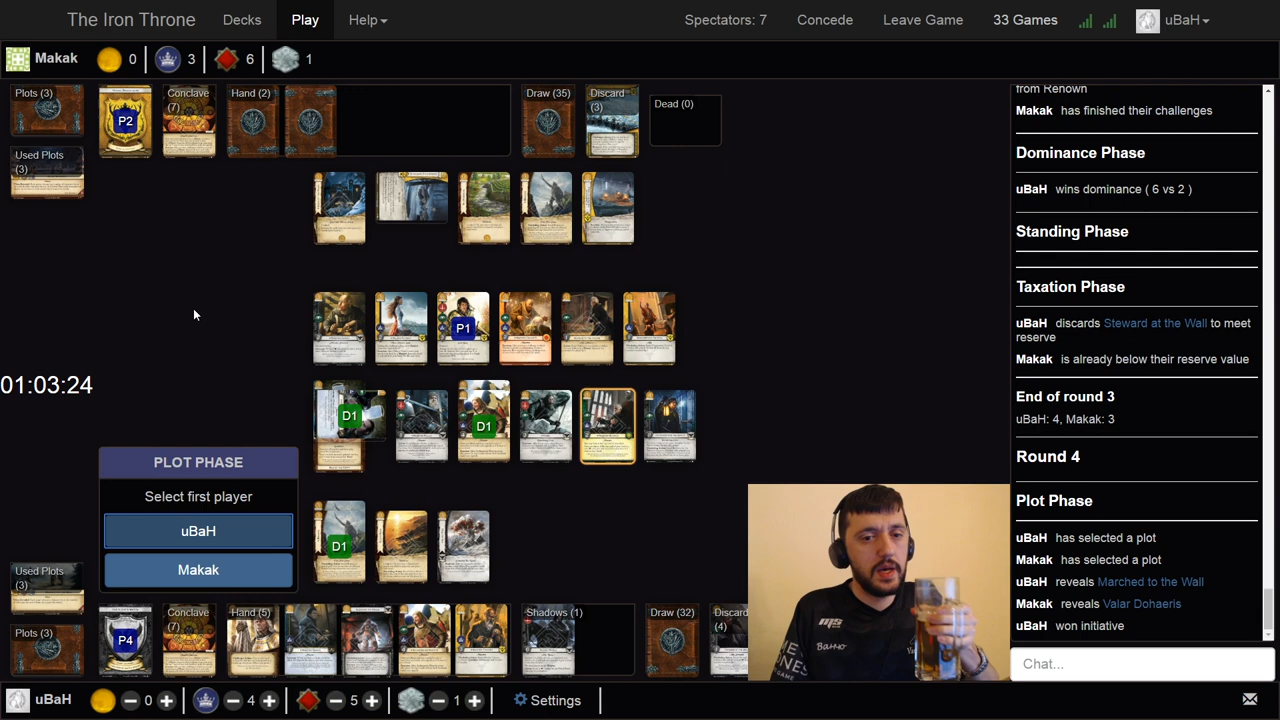 The Iron Throne
Decks
Play
Help
Spectators: 7
Concede
Leave Game
33 Games
uBaH
Makak
0
3
6
1
Plots (3)
P2
Conclave
(7)
Hand (2)
Draw (35)
Discard
(3)
Dead (0)
Used Plots
(3)
P1
01:03:24
D1
D1
PLOT PHASE
Select first player
uBaH
Makak
D1
Used Plots
(3)
Plots (3)
P4
Conclave
(7)
Hand (5)
Shadows (1)
Draw (32)
Discard
(4)
uBaH
0
4
5
1
Settings
from Renown
Makak has finished their challenges
Dominance Phase
uBaH wins dominance ( 6 vs 2 )
Standing Phase
Taxation Phase
uBaH discards Steward at the Wall to meet
reserve
Makak is already below their reserve value
End of round 3
uBaH: 4, Makak: 3
Round 4
Plot Phase
uBaH has selected a plot
Makak has selected a plot
uBaH reveals Marched to the Wall
Makak reveals Valar Dohaeris
uBaH won initiative
Chat...